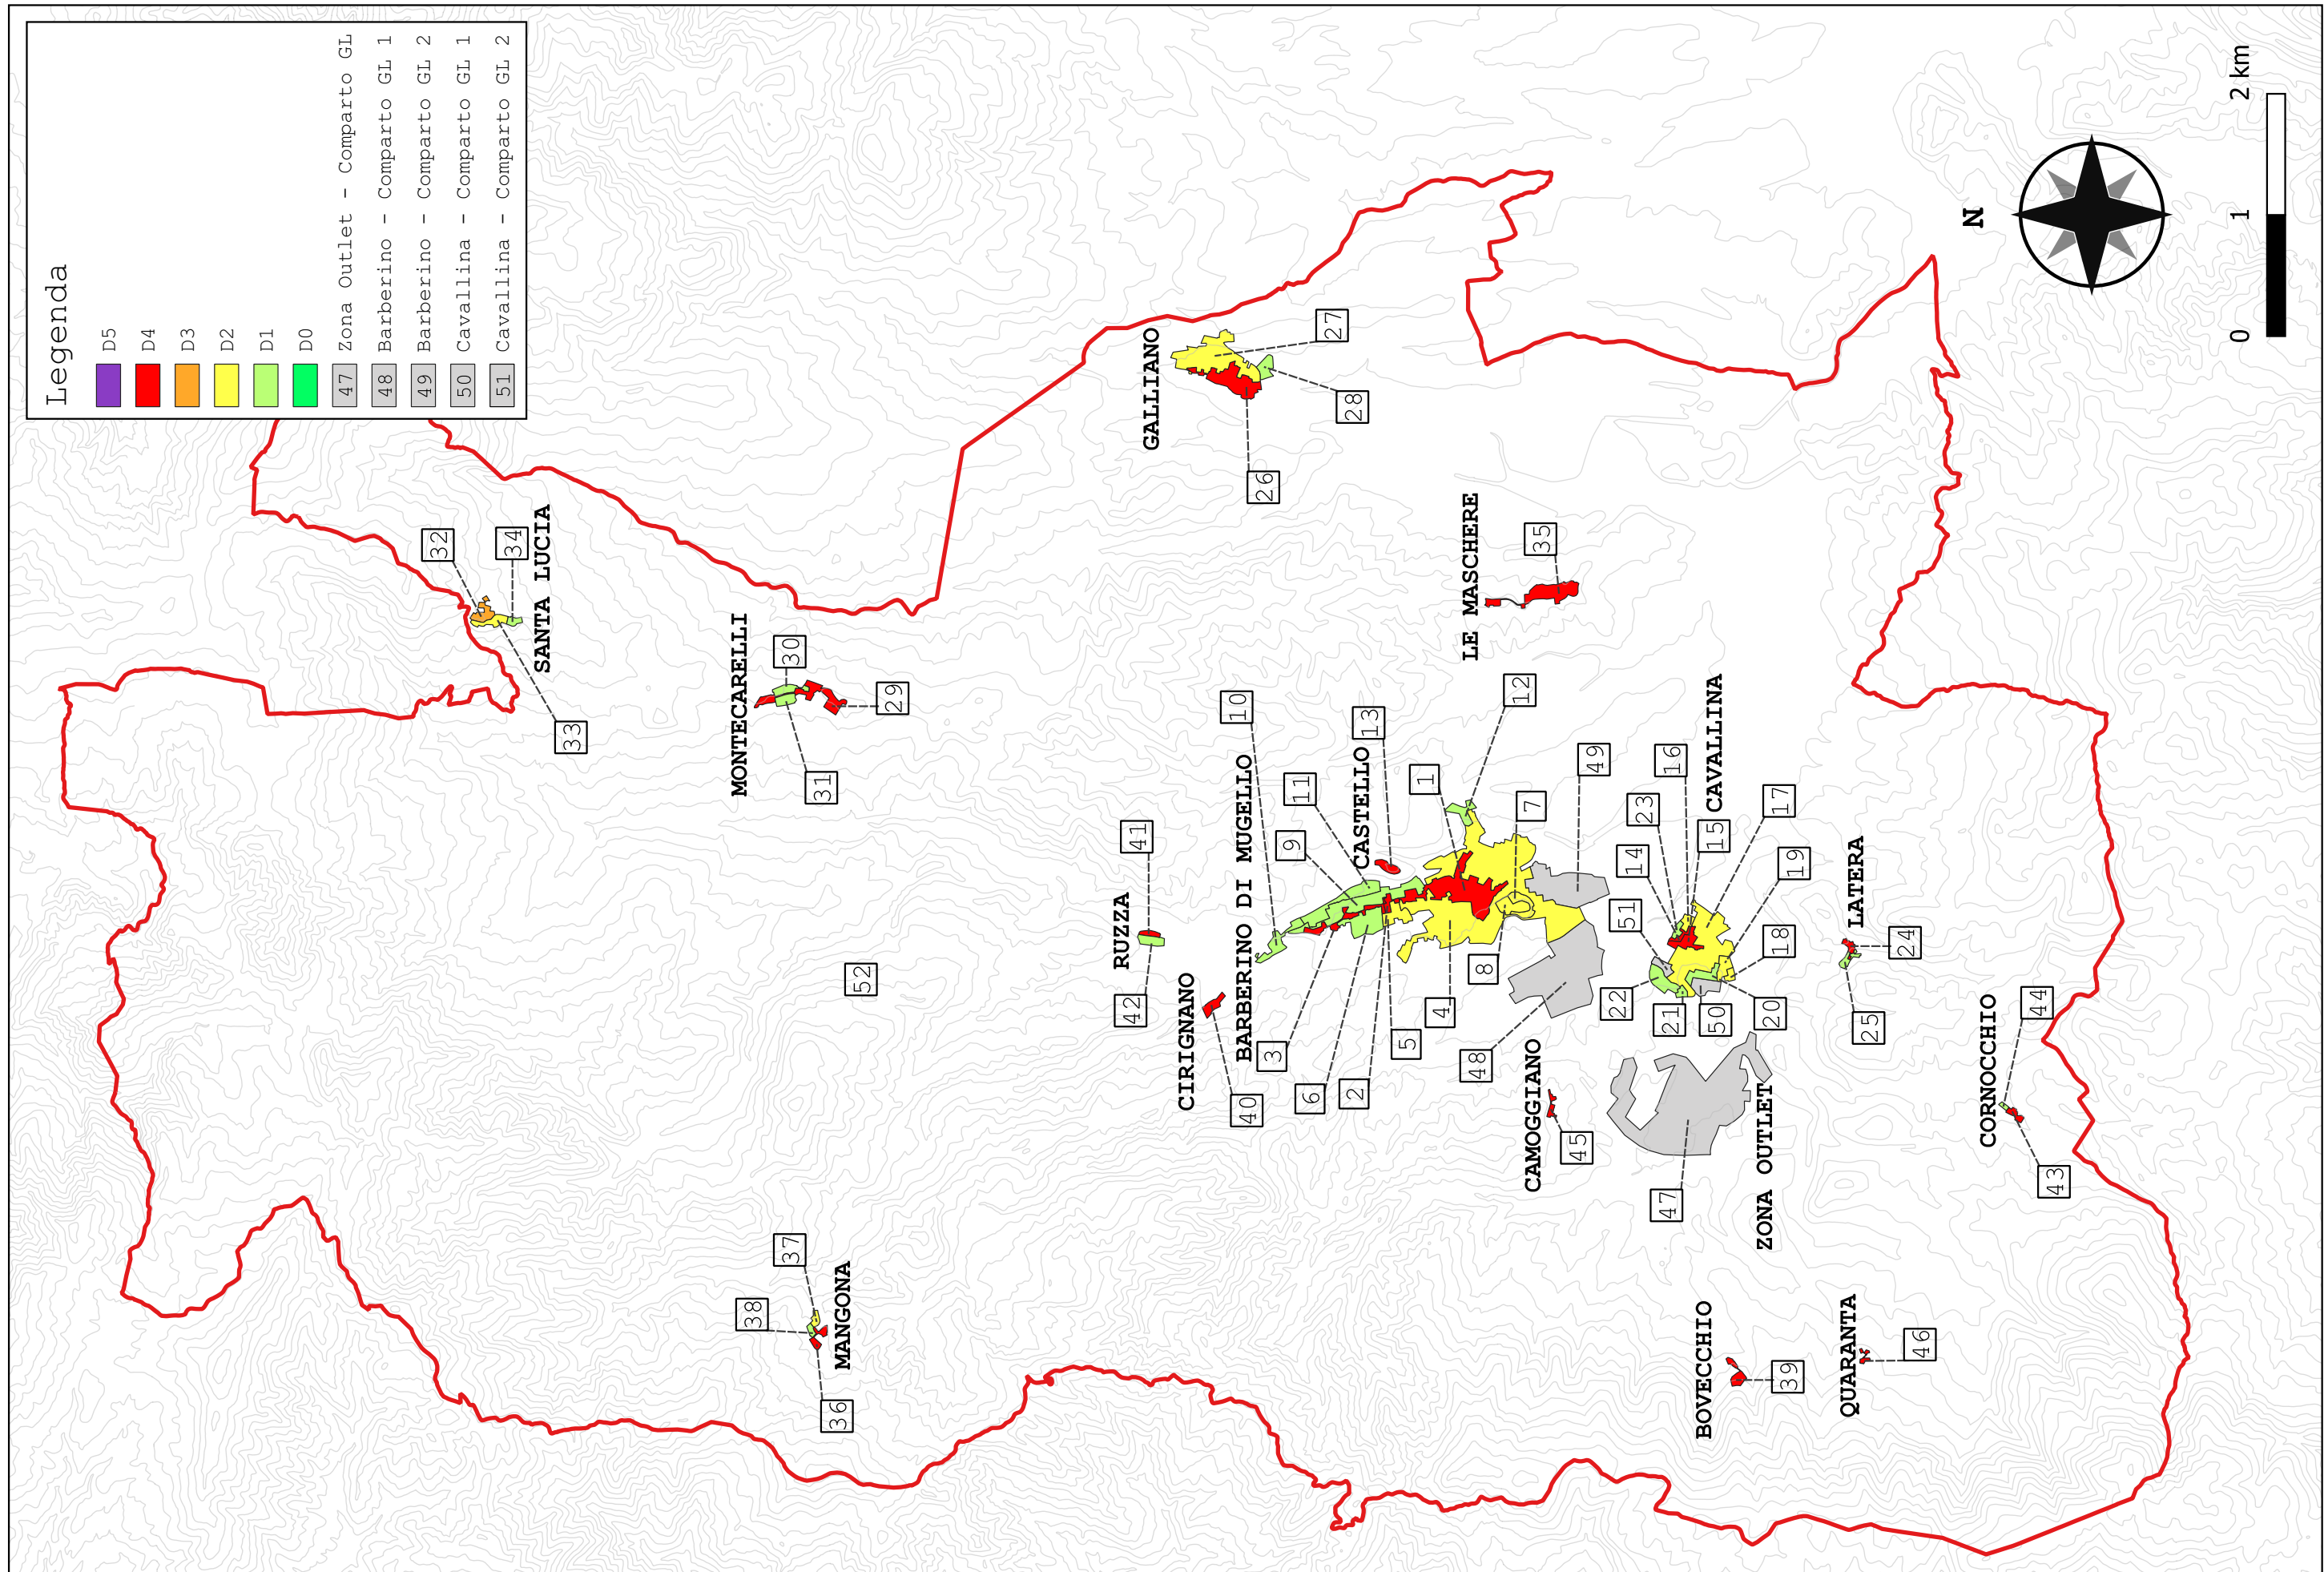 Legenda
D5
D4
D3
D2
D1
D0
47 Zona Outlet - Comparto GL
48 Barberino - Comparto GL 1
49 Barberino - Comparto GL 2
50 Cavallina - Comparto GL 1
51 Cavallina - Comparto GL 2
MANGONA
36
37
38
SANTA LUCIA
32
33
34
MONTECARELLI
29
30
31
52
RUZZA
41
42
CIRIGNANO
40
GALLIANO
26
27
28
BARBERINO DI MUGELLO
10
11
9
3
6
2
5
4
8
7
1
12
48
49
CASTELLO
13
LE MASCHERE
35
CAMOGGIANO
45
ZONA OUTLET
47
CAVALLINA
14
23
16
15
17
19
18
20
50
21
22
51
LATERA
24
25
BOVECCHIO
39
QUARANTA
46
CORNOCCHIO
43
44
N
0 1 2 km